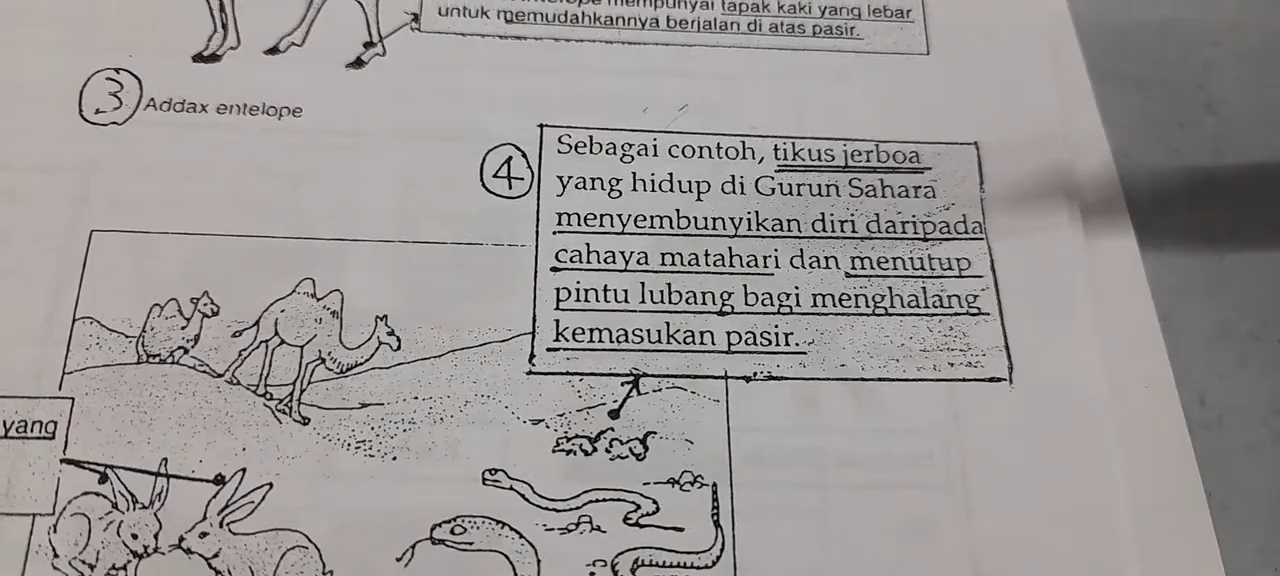 mempunyai tapak kaki yang lebar
untuk memudahkannya berjalan di atas pasir.
3 Addax entelope
4
Sebagai contoh, tikus jerboa
yang hidup di Gurun Sahara
menyembunyikan diri daripada
cahaya matahari dan menutup
pintu lubang bagi menghalang
kemasukan pasir.
yang